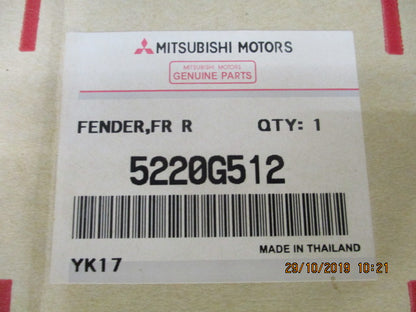 MITSUBISHI MOTORS
MITSUBISHI MOTORS
GENUINE PARTS
FENDER,FR R QTY: 1
5220G512
MADE IN THAILAND
YK17
29/10/2019 10:21